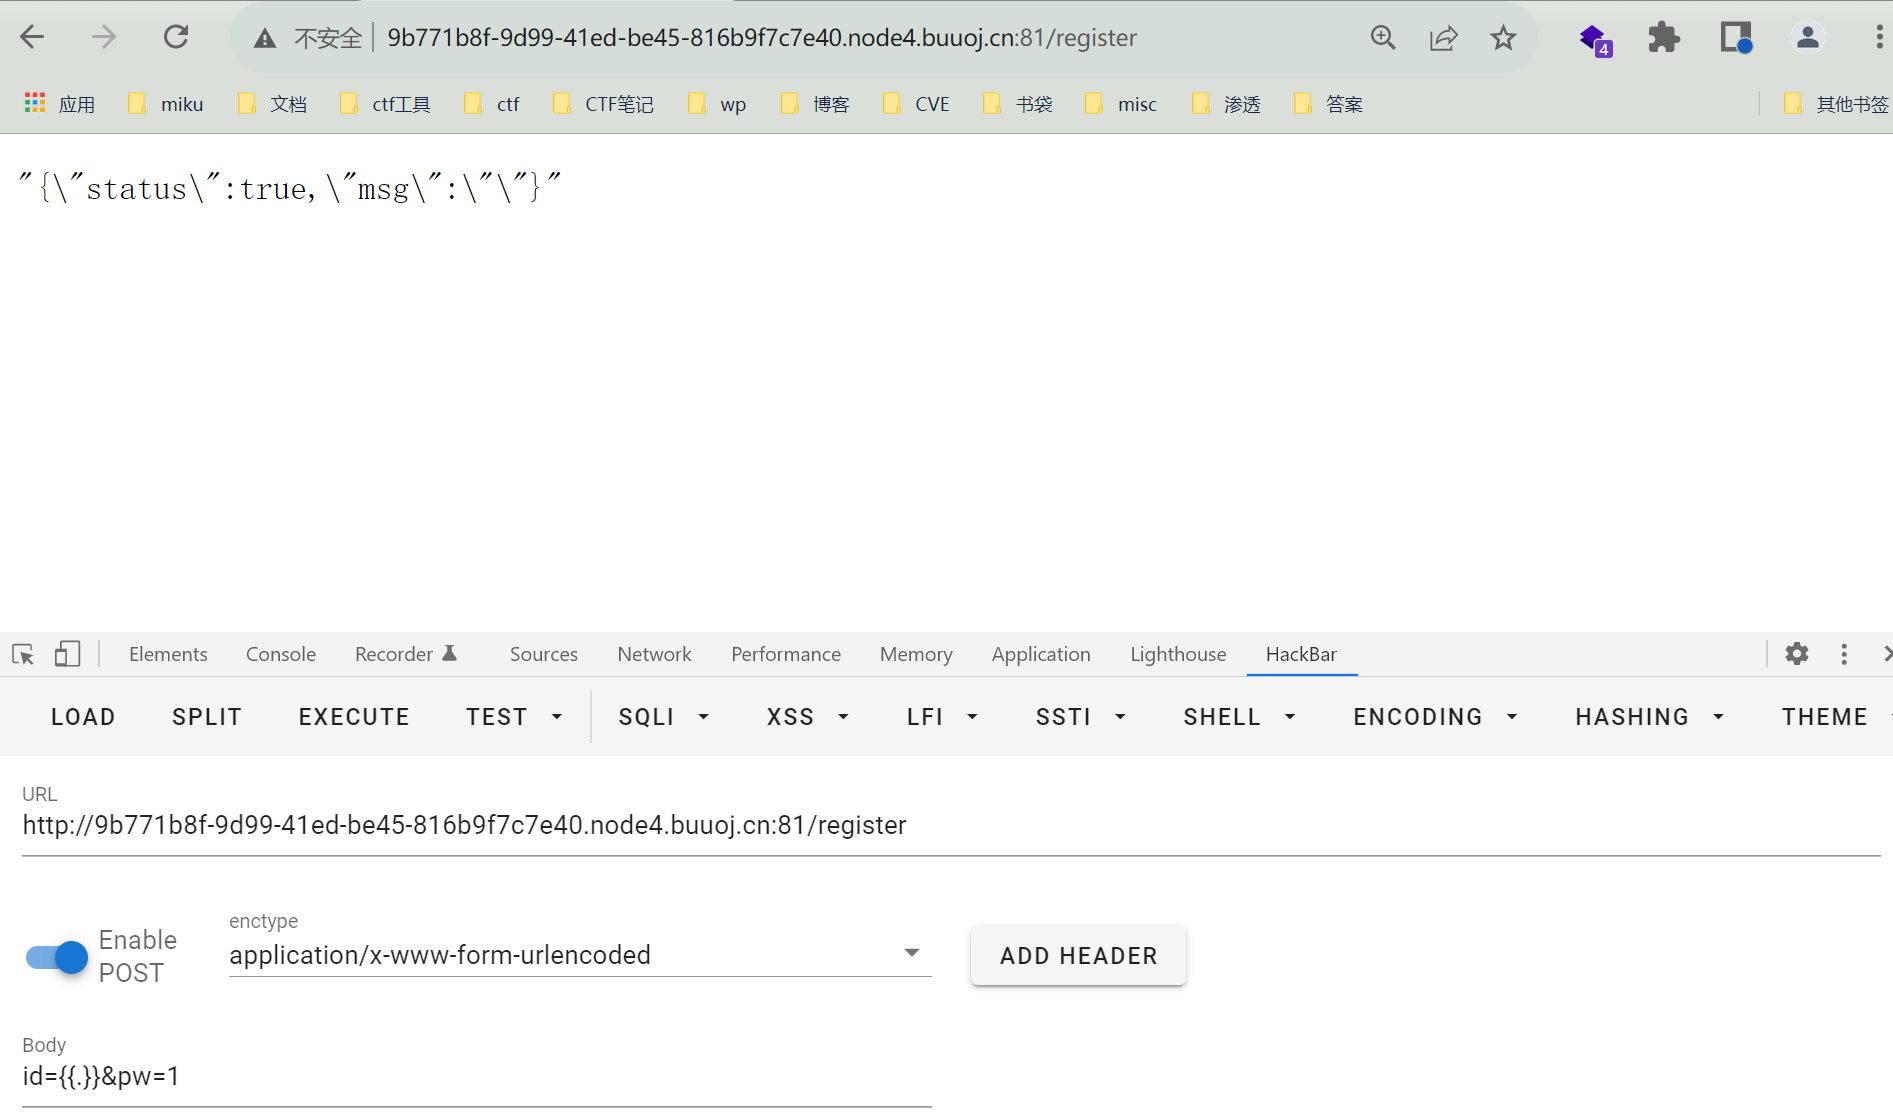 不安全 9b771b8f-9d99-41ed-be45-816b9f7c7e40.node4.buuoj.cn:81/register 4
应用 miku 文档 ctf工具 ctf CTF笔记 wp 博客 CVE 书袋 misc 渗透 答案 其他书签
"{\"status\":true,\"msg\":\"\"}"
Elements Console Recorder Sources Network Performance Memory Application Lighthouse HackBar
LOAD SPLIT EXECUTE TEST SQLI XSS LFI SSTI SHELL ENCODING HASHING THEME
URL
http://9b771b8f-9d99-41ed-be45-816b9f7c7e40.node4.buuoj.cn:81/register
Enable
POST
enctype
application/x-www-form-urlencoded
ADD HEADER
Body
id={{.}}&pw=1